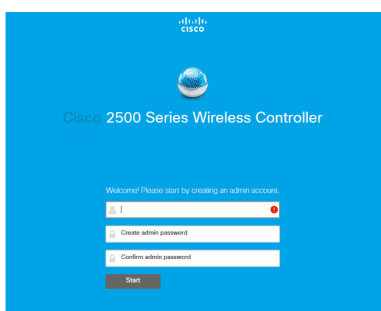 CISCO
Cisco 2500 Series Wireless Controller
Welcome! Please start by creating an admin account.
Create admin password
Confirm admin password
Start